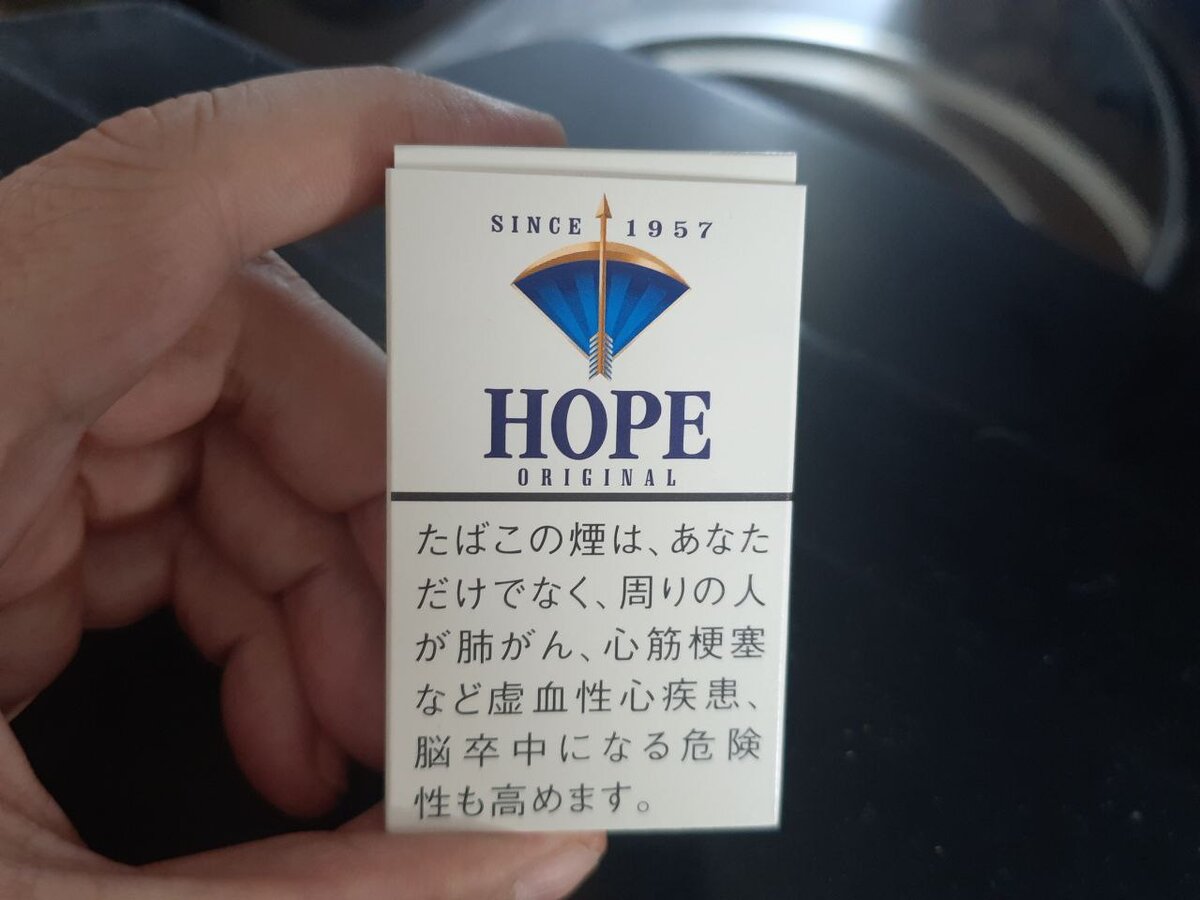 SINCE 1957
HOPE
ORIGINAL
たばこの煙は、あなた
だけでなく、周りの人
が肺がん、心筋梗塞
など虚血性心疾患、
脳卒中になる危険
性も高めます。